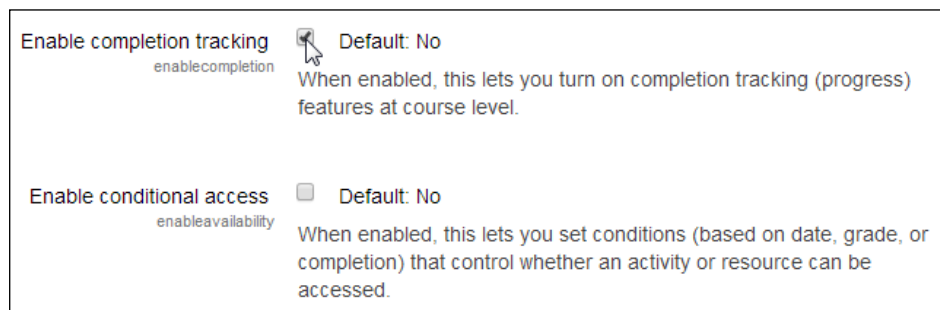 Enable completion tracking Default: No
enablecompletion
When enabled, this lets you turn on completion tracking (progress)
features at course level.
Enable conditional access Default: No
enableavailability
When enabled, this lets you set conditions (based on date, grade, or
completion) that control whether an activity or resource can be
accessed.